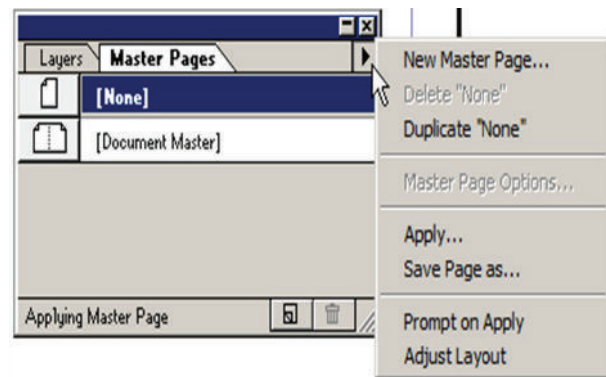 Layers
Master Pages
[None]
[Document Master]
Applying Master Page
New Master Page...
Delete "None"
Duplicate "None"
Master Page Options...
Apply...
Save Page as...
Prompt on Apply
Adjust Layout